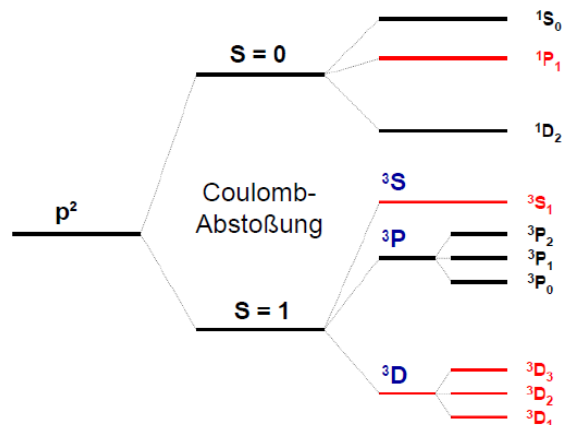 ¹S₀
S = 0
¹P₁
¹D₂
³S
Coulomb-
³S₁
p²
Abstoßung
³P
³P₂
³P₁
³P₀
S = 1
³D
³D₃
³D₂
³D₁